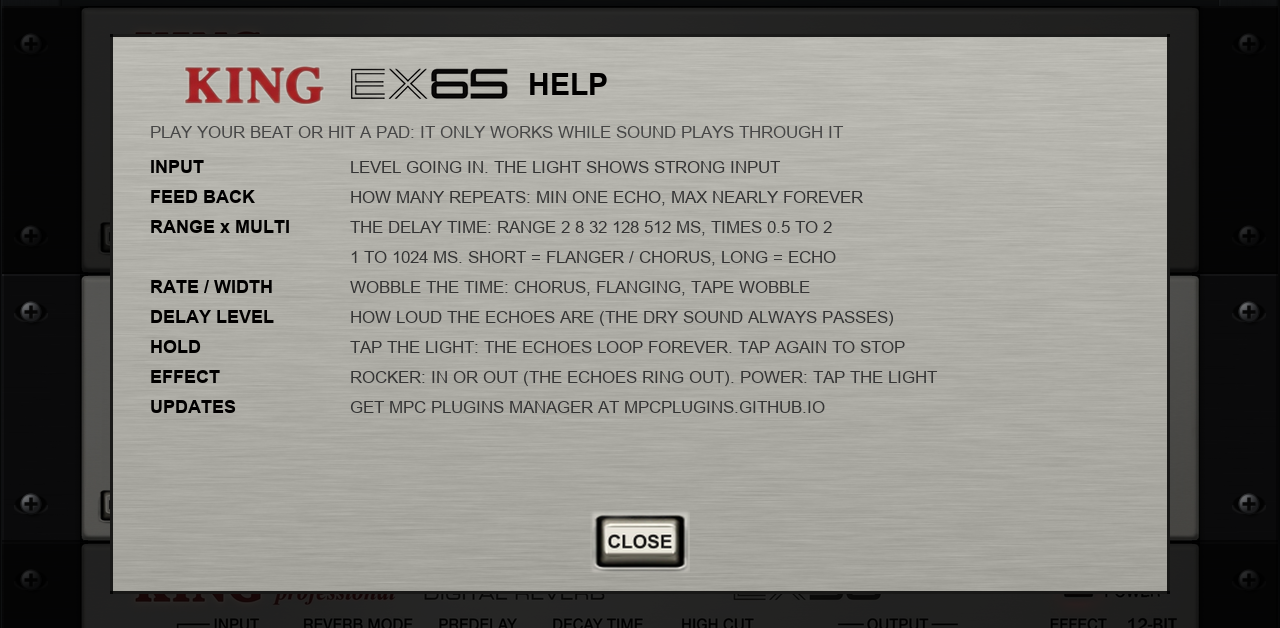 KING EX65 HELP
PLAY YOUR BEAT OR HIT A PAD: IT ONLY WORKS WHILE SOUND PLAYS THROUGH IT
INPUT LEVEL GOING IN. THE LIGHT SHOWS STRONG INPUT
FEED BACK HOW MANY REPEATS: MIN ONE ECHO, MAX NEARLY FOREVER
RANGE x MULTI THE DELAY TIME: RANGE 2 8 32 128 512 MS, TIMES 0.5 TO 2
1 TO 1024 MS. SHORT = FLANGER / CHORUS, LONG = ECHO
RATE / WIDTH WOBBLE THE TIME: CHORUS, FLANGING, TAPE WOBBLE
DELAY LEVEL HOW LOUD THE ECHOES ARE (THE DRY SOUND ALWAYS PASSES)
HOLD TAP THE LIGHT: THE ECHOES LOOP FOREVER. TAP AGAIN TO STOP
EFFECT ROCKER: IN OR OUT (THE ECHOES RING OUT). POWER: TAP THE LIGHT
UPDATES GET MPC PLUGINS MANAGER AT MPCPLUGINS.GITHUB.IO
CLOSE
KING professional DIGITAL REVERB POWER
INPUT REVERB MODE PREDELAY DECAY TIME HIGH CUT OUTPUT EFFECT 12-BIT